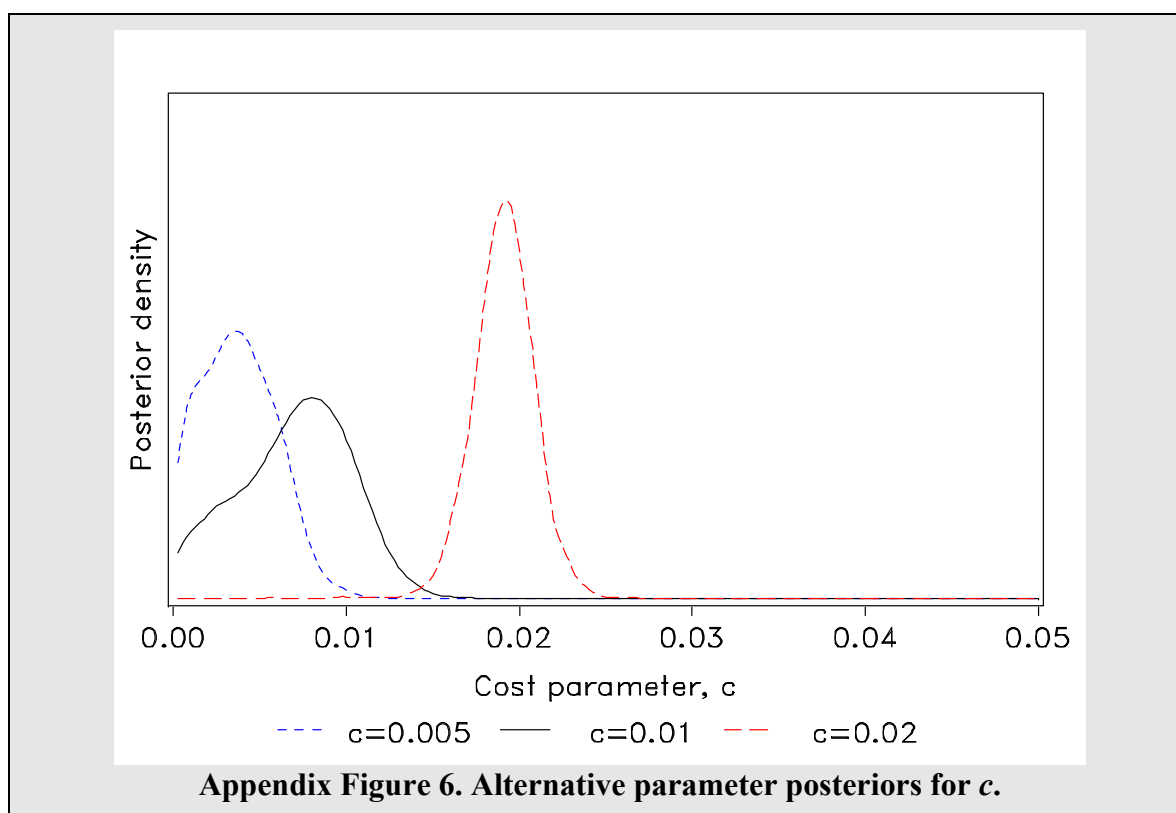 Posterior density
0.00 0.01 0.02 0.03 0.04 0.05
Cost parameter, c
c=0.005 c=0.01 c=0.02
Appendix Figure 6. Alternative parameter posteriors for c.